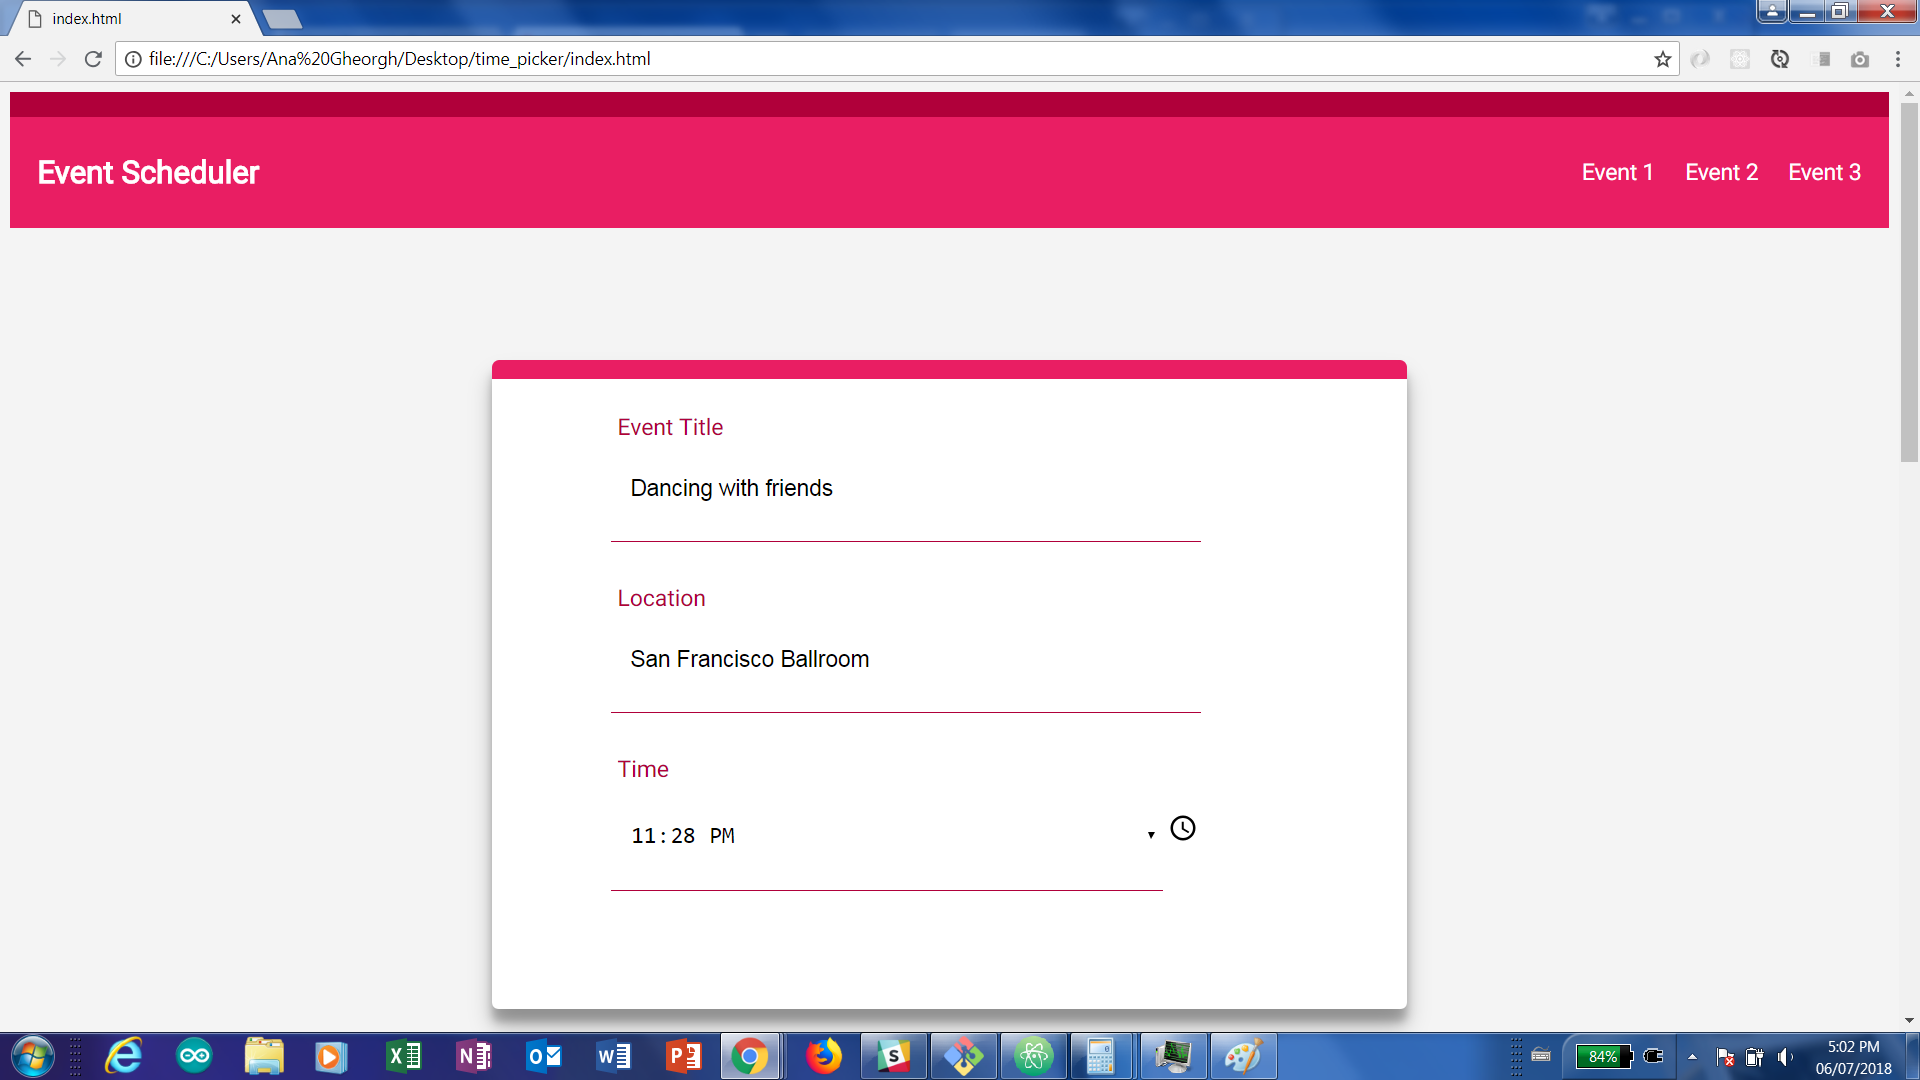 index.html
file:///C:/Users/Ana%20Gheorgh/Desktop/time_picker/index.html
Event Scheduler
Event 1 Event 2 Event 3
Event Title
Dancing with friends
Location
San Francisco Ballroom
Time
11:28 PM
84%
5:02 PM
06/07/2018